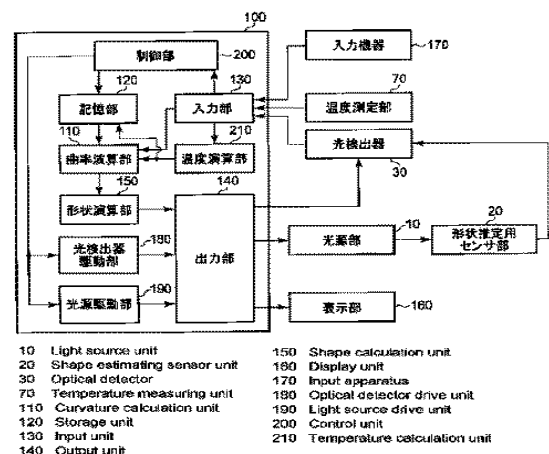 100
制御部
200
入力機器
170
120
記憶部
130
入力部
70
温度測定部
110
曲率演算部
210
温度演算部
光検出器
30
150
形状演算部
140
出力部
10
光源部
20
形状推定用
センサ部
180
光検出器
駆動部
190
光源駆動部
表示部
160
10 Light source unit
20 Shape estimating sensor unit
30 Optical detector
70 Temperature measuring unit
110 Curvature calculation unit
120 Storage unit
130 Input unit
140 Output unit
150 Shape calculation unit
160 Display unit
170 Input apparatus
180 Optical detector drive unit
190 Light source drive unit
200 Control unit
210 Temperature calculation unit